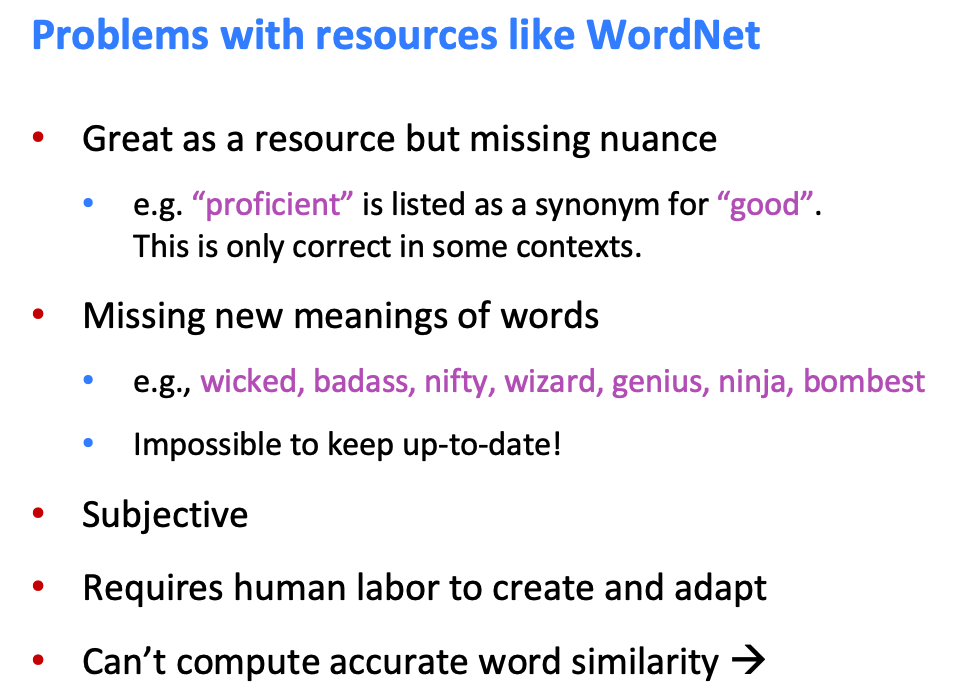 Problems with resources like WordNet
• Great as a resource but missing nuance
• e.g. “proficient” is listed as a synonym for “good”.
This is only correct in some contexts.
• Missing new meanings of words
• e.g., wicked, badass, nifty, wizard, genius, ninja, bombest
• Impossible to keep up-to-date!
• Subjective
• Requires human labor to create and adapt
• Can’t compute accurate word similarity →